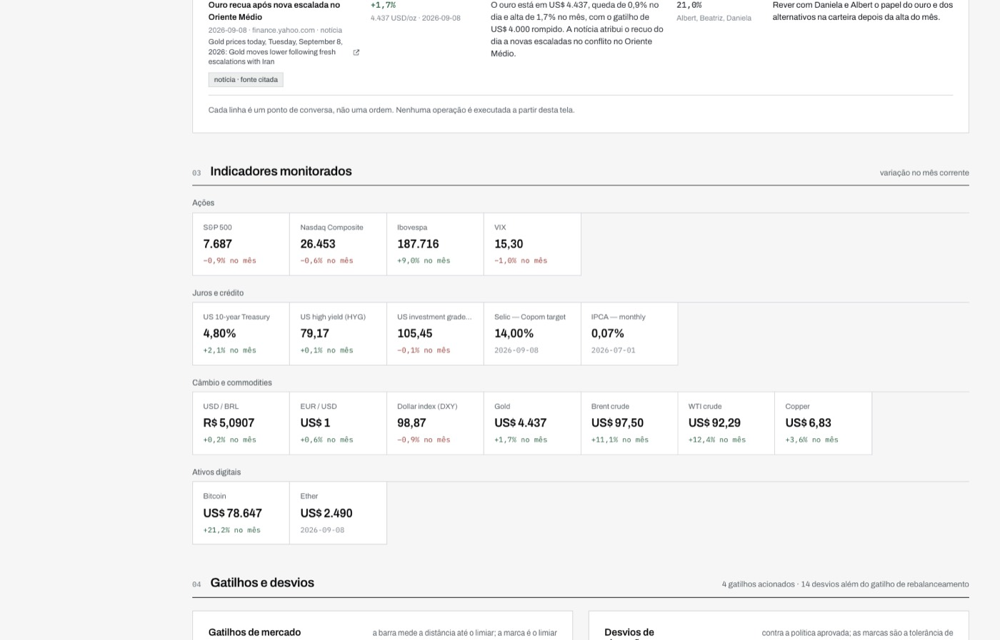 Ouro recua após nova escalada no
Oriente Médio
2026-09-08 · finance.yahoo.com · notícia
Gold prices today, Tuesday, September 8,
2026: Gold moves lower following fresh
escalations with Iran
notícia · fonte citada
+1,7%
4.437 USD/oz · 2026-09-08
O ouro está em US$ 4.437, queda de 0,9% no
dia e alta de 1,7% no mês, com o gatilho de
US$ 4.000 rompido. A notícia atribui o recuo do
dia a novas escaladas no conflito no Oriente
Médio.
21,0%
Albert, Beatriz, Daniela
Rever com Daniela e Albert o papel do ouro e dos
alternativos na carteira depois da alta do mês.
Cada linha é um ponto de conversa, não uma ordem. Nenhuma operação é executada a partir desta tela.
03 Indicadores monitorados
variação no mês corrente
Ações
S&P 500
7.687
−0,9% no mês
Nasdaq Composite
26.453
−0,6% no mês
Ibovespa
187.716
+9,0% no mês
VIX
15,30
−1,0% no mês
Juros e crédito
US 10-year Treasury
4,80%
+2,1% no mês
US high yield (HYG)
79,17
+0,1% no mês
US investment grade...
105,45
−0,1% no mês
Selic — Copom target
14,00%
2026-09-08
IPCA — monthly
0,07%
2026-07-01
Câmbio e commodities
USD / BRL
R$ 5,0907
+0,2% no mês
EUR / USD
US$ 1
+0,6% no mês
Dollar index (DXY)
98,87
−0,9% no mês
Gold
US$ 4.437
+1,7% no mês
Brent crude
US$ 97,50
+11,1% no mês
WTI crude
US$ 92,29
+12,4% no mês
Copper
US$ 6,83
+3,6% no mês
Ativos digitais
Bitcoin
US$ 78.647
+21,2% no mês
Ether
US$ 2.490
2026-09-08
04 Gatilhos e desvios
4 gatilhos acionados · 14 desvios além do gatilho de rebalanceamento
Gatilhos de mercado
a barra mede a distância até o limiar; a marca é o limiar
Desvios de
contra a política aprovada; as marcas são a tolerância de